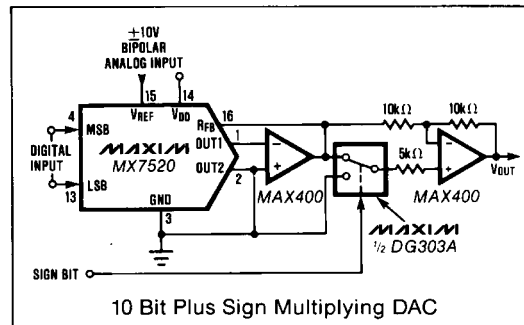 ±10V
BIPOLAR
ANALOG INPUT
15
14
VREF
VDD
16
RFB
4
MSB
MAXIM
MX7520
OUT1
1
DIGITAL
INPUT
OUT2
2
13
LSB
GND
3
-
+
MAX400
10kΩ
10kΩ
5kΩ
-
+
MAX400
VOUT
MAXIM
1/2 DG303A
SIGN BIT
10 Bit Plus Sign Multiplying DAC